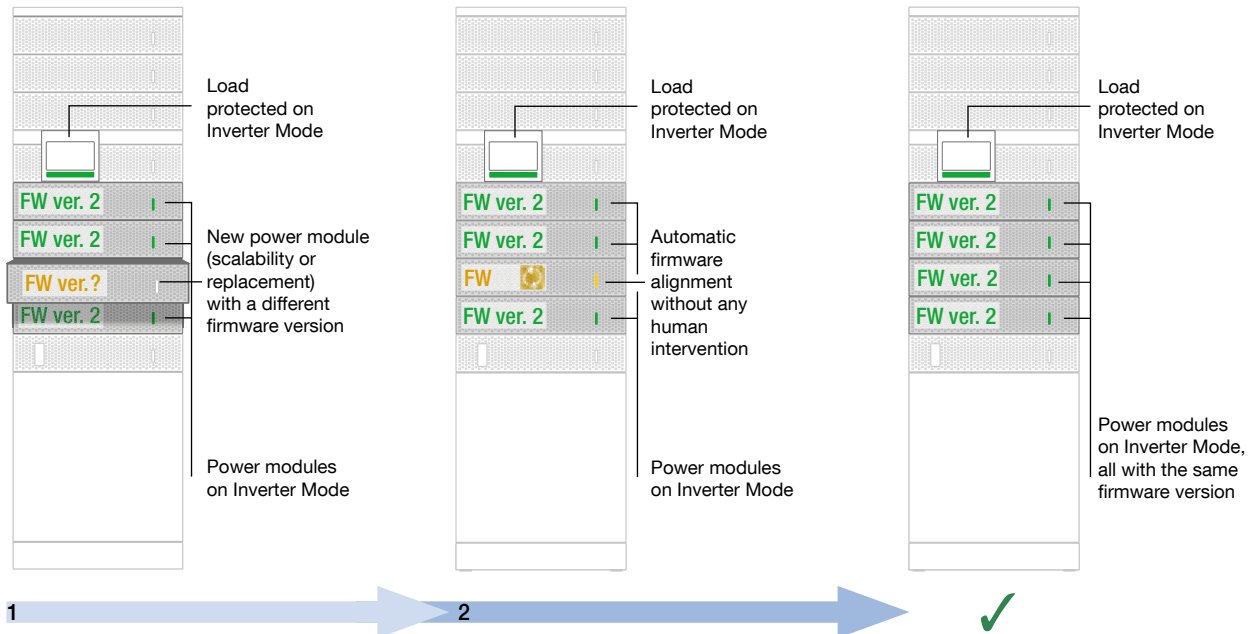 Load
protected on
Inverter Mode
FW ver. 2
FW ver. 2
FW ver.?
FW ver. 2
New power module
(scalability or
replacement)
with a different
firmware version
Power modules
on Inverter Mode
Load
protected on
Inverter Mode
FW ver. 2
FW ver. 2
FW
FW ver. 2
Automatic
firmware
alignment
without any
human
intervention
Power modules
on Inverter Mode
Load
protected on
Inverter Mode
FW ver. 2
FW ver. 2
FW ver. 2
FW ver. 2
Power modules
on Inverter Mode,
all with the same
firmware version
1
2